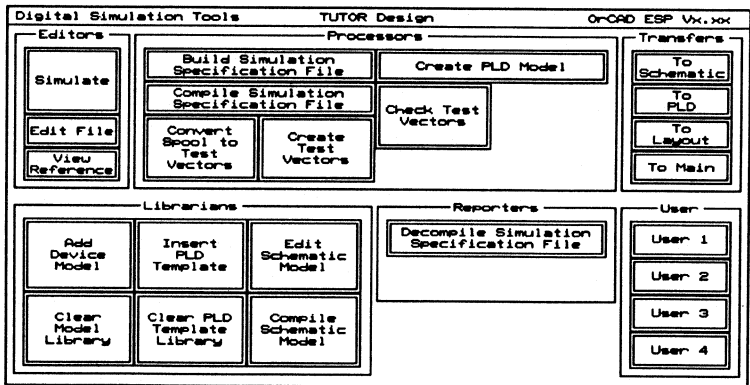 Digital Simulation Tools TUTOR Design OrCAD ESP Vx.xx
Editors
Simulate
Edit File
View
Reference
Processors
Build Simulation
Specification File
Create PLD Model
Compile Simulation
Specification File
Check Test
Vectors
Convert
Spool to
Test
Vectors
Create
Test
Vectors
Transfers
To
Schematic
To
PLD
To
Layout
To Main
Librarians
Add
Device
Model
Insert
PLD
Template
Edit
Schematic
Model
Clear
Model
Library
Clear PLD
Template
Library
Compile
Schematic
Model
Reporters
Decompile Simulation
Specification File
User
User 1
User 2
User 3
User 4